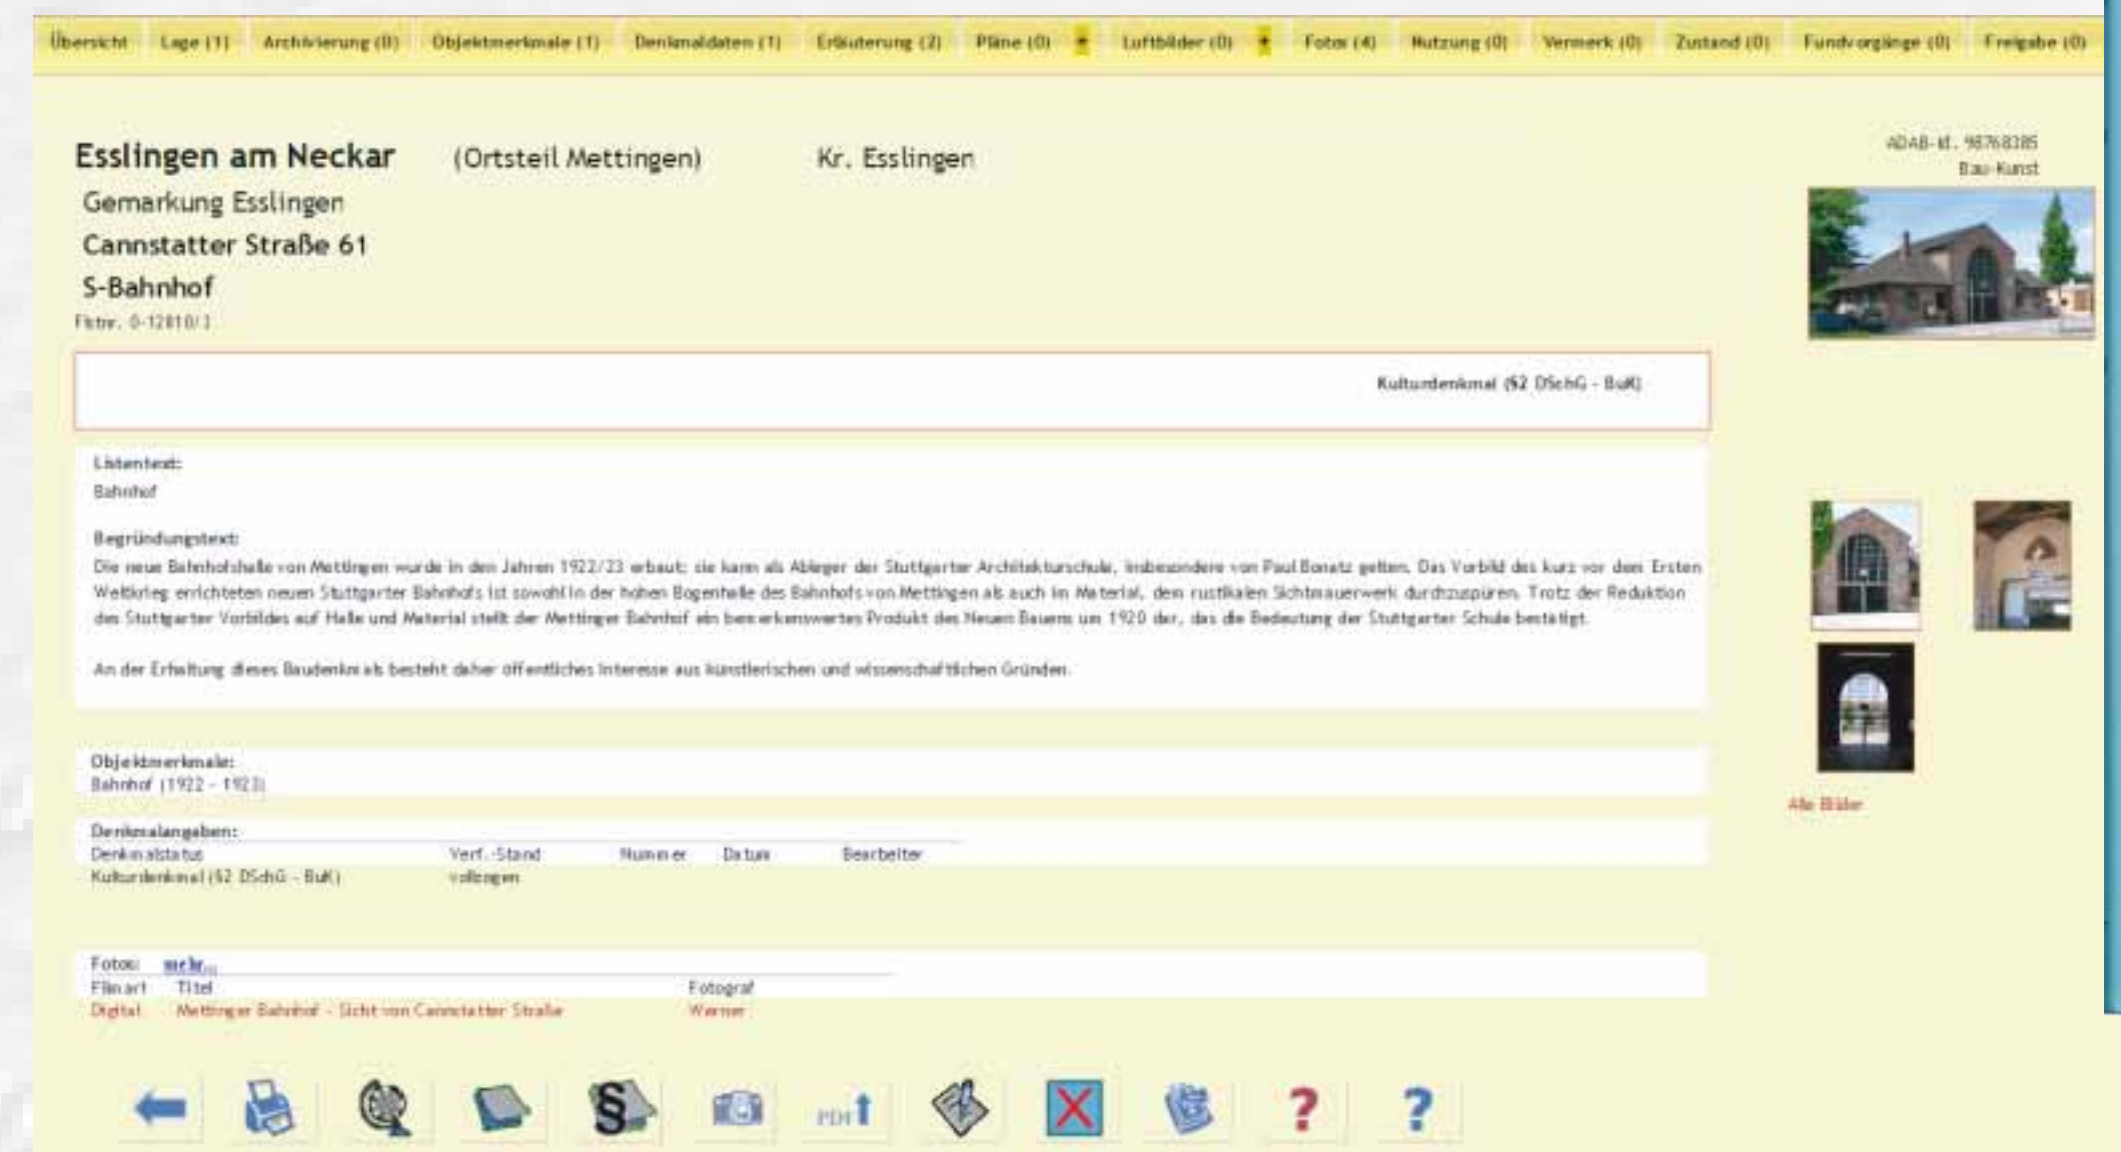 Übersicht Lage (1) Archivierung (0) Objektmerkmale (1) Denkmaldaten (1) Erläuterung (2) Pläne (0) + Luftbilder (0) + Fotos (4) Nutzung (0) Vermerk (0) Zustand (0) Fundvorgänge (0) Freigabe (0)
ADAB-Id. 98768385
Bau-Kunst
Esslingen am Neckar (Ortsteil Mettingen) Kr. Esslingen
Gemarkung Esslingen
Cannstatter Straße 61
S-Bahnhof
Flstnr. 0-12810/
Kulturdenkmal (§2 DSchG - BuK)
Listentext:
Bahnhof
Begründungstext:
Die neue Bahnhofshalle von Mettingen wurde in den Jahren 1922/23 erbaut; sie kann als Ableger der Stuttgarter Architekturschule, insbesondere von Paul Bonatz gelten. Das Vorbild des kurz vor dem Ersten
Weltkrieg errichteten neuen Stuttgarter Bahnhofs ist sowohl in der hohen Bogenhalle des Bahnhofs von Mettingen als auch im Material, dem rustikalen Sichtmauerwerk durchzuspüren. Trotz der Reduktion
des Stuttgarter Vorbildes auf Halle und Material stellt der Mettinger Bahnhof ein bemerkenswertes Produkt des Neuen Bauens um 1920 dar, das die Bedeutung der Stuttgarter Schule bestätigt.
An der Erhaltung dieses Baudenkmals besteht daher öffentliches Interesse aus künstlerischen und wissenschaftlichen Gründen.
Objektmerkmale:
Bahnhof (1922 - 1923)
Alle Bilder
Denkmalangaben:
Denkmalstatus Verf.-Stand Nummer Datum Bearbeiter
Kulturdenkmal (§2 DSchG - BuK) vollzogen
Fotos: mehr...
Filmart Titel Fotograf
Digital Mettinger Bahnhof - Sicht von Cannstatter Straße Werner
§ PDF ? ?